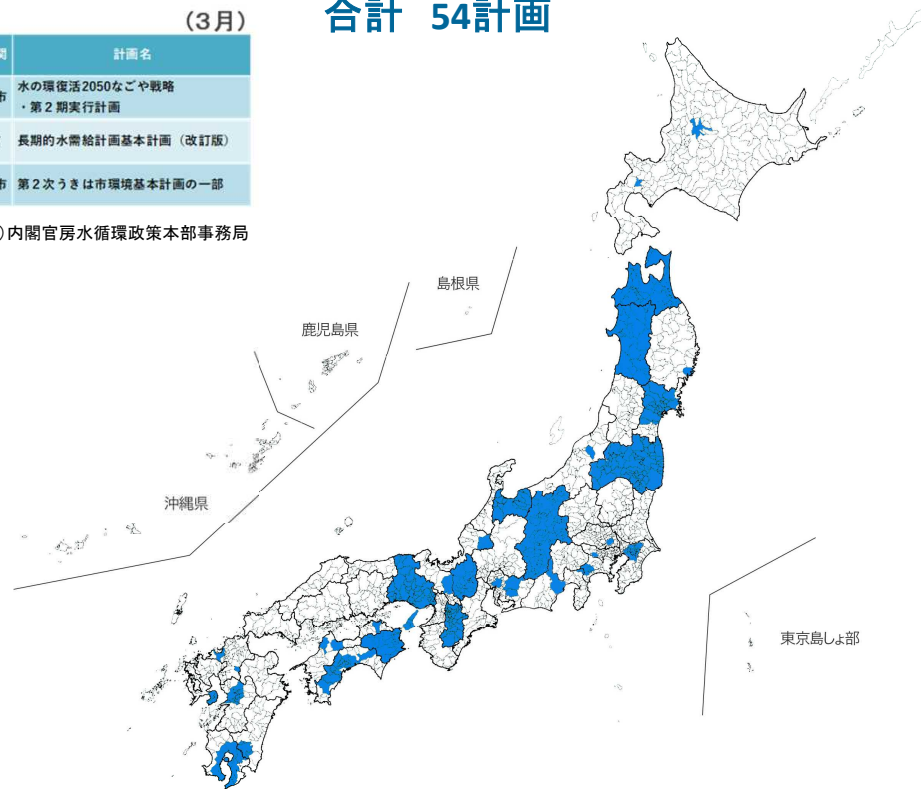 （３月）
合計 54計画
関 計画名
市 水の環復活2050なごや戦略
・第２期実行計画
長期的水需給計画基本計画（改訂版）
市 第２次うきは市環境基本計画の一部
）内閣官房水循環政策本部事務局
島根県
鹿児島県
沖縄県
東京島しょ部